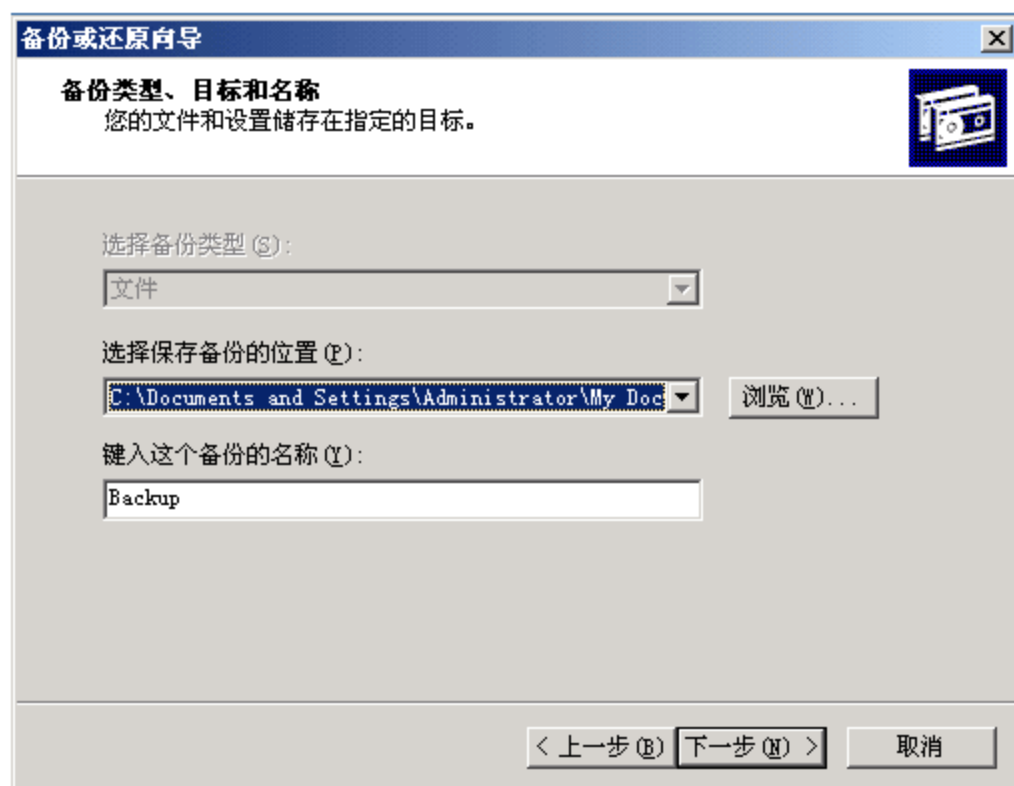 备份或还原向导
备份类型、目标和名称
您的文件和设置储存在指定的目标。
选择备份类型(S):
文件
选择保存备份的位置(P):
C:\Documents and Settings\Administrator\My Doc
浏览(W)...
键入这个备份的名称(Y):
Backup
< 上一步(B) 下一步(N) > 取消